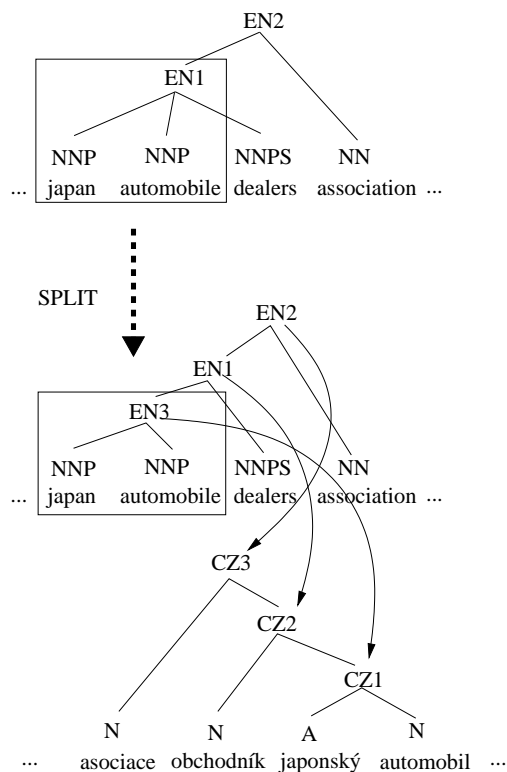 EN2
EN1
NNP NNP NNPS NN
... japan automobile dealers association ...
SPLIT
EN2
EN1
EN3
NNP NNP NNPS NN
... japan automobile dealers association ...
CZ3
CZ2
CZ1
N N A N
... asociace obchodník japonský automobil ...